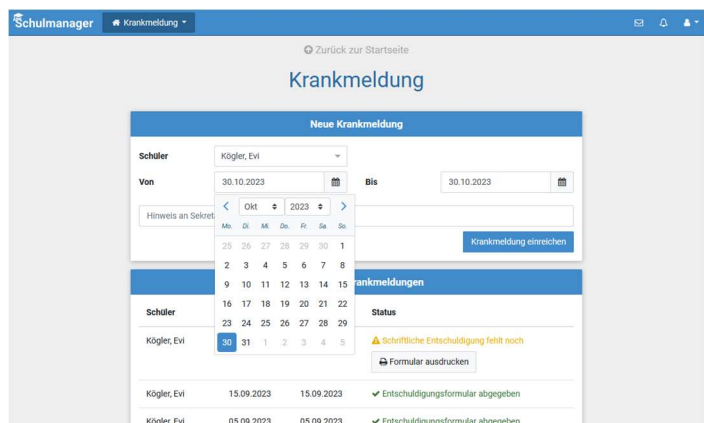 Schulmanager
Krankmeldung
Zurück zur Startseite
Krankmeldung
Neue Krankmeldung
Schüler
Kögler, Evi
Von
30.10.2023
Bis
30.10.2023
Hinweis an Sekret
Okt
2023
Mo. Di. Mi. Do. Fr. Sa. So.
25 26 27 28 29 30 1
2 3 4 5 6 7 8
9 10 11 12 13 14 15
16 17 18 19 20 21 22
23 24 25 26 27 28 29
30 31 1 2 3 4 5
Krankmeldung einreichen
rankmeldungen
Schüler
Status
Kögler, Evi
Schriftliche Entschuldigung fehlt noch
Formular ausdrucken
Kögler, Evi 15.09.2023 15.09.2023 Entschuldigungsformular abgegeben
Kögler, Evi 05.09.2023 05.09.2023 Entschuldigungsformular abgegeben